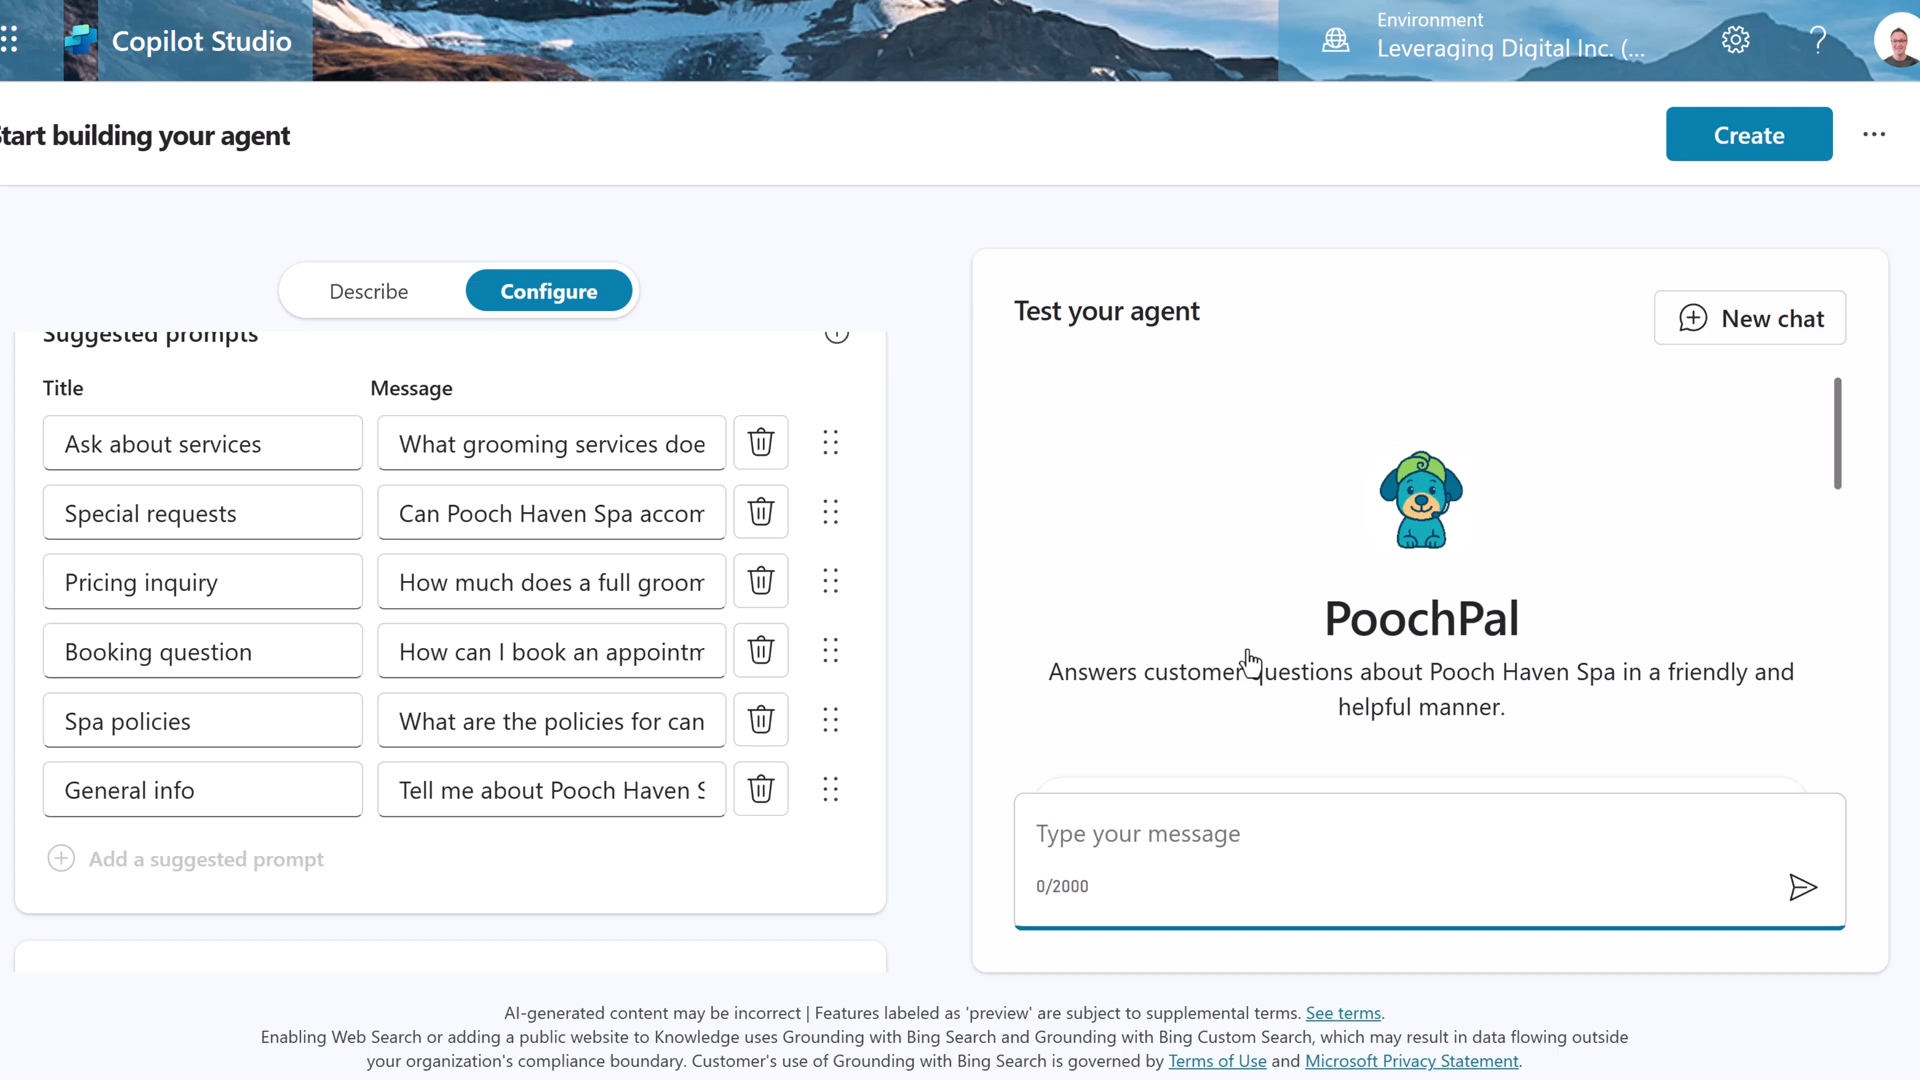 Copilot Studio
Environment
Leveraging Digital Inc. (...
Start building your agent
Create
Describe
Configure
Suggested prompts
Title
Message
Ask about services
What grooming services doe
Special requests
Can Pooch Haven Spa accom
Pricing inquiry
How much does a full groom
Booking question
How can I book an appointm
Spa policies
What are the policies for can
General info
Tell me about Pooch Haven S
Add a suggested prompt
Test your agent
New chat
PoochPal
Answers customer questions about Pooch Haven Spa in a friendly and
helpful manner.
Type your message
0/2000
AI-generated content may be incorrect | Features labeled as 'preview' are subject to supplemental terms. See terms.
Enabling Web Search or adding a public website to Knowledge uses Grounding with Bing Search and Grounding with Bing Custom Search, which may result in data flowing outside
your organization's compliance boundary. Customer's use of Grounding with Bing Search is governed by Terms of Use and Microsoft Privacy Statement.